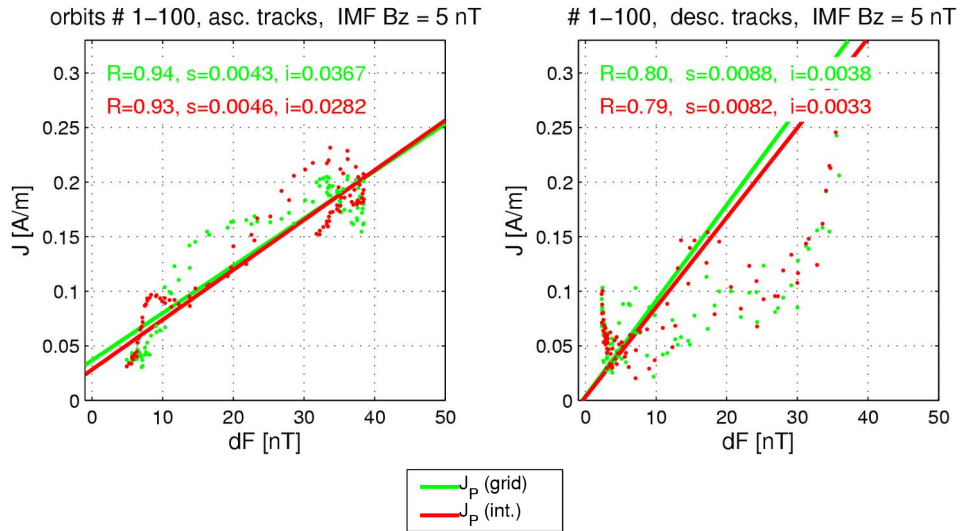 orbits # 1−100, asc. tracks, IMF Bz = 5 nT
R=0.94, s=0.0043, i=0.0367
R=0.93, s=0.0046, i=0.0282
0.3
0.25
0.2
0.15
0.1
0.05
0
J [A/m]
0 10 20 30 40 50
dF [nT]
# 1−100, desc. tracks, IMF Bz = 5 nT
R=0.80, s=0.0088, i=0.0038
R=0.79, s=0.0082, i=0.0033
0.3
0.25
0.2
0.15
0.1
0.05
0
J [A/m]
0 10 20 30 40 50
dF [nT]
J_P (grid)
J_P (int.)